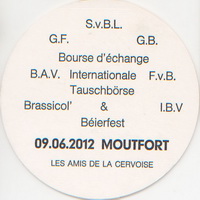 S.v.B.L.
G.F. G.B.
Bourse d'échange
B.A.V. Internationale F.v.B.
Tauschbörse
Brassicol' & I.B.V
Béierfest
09.06.2012 MOUTFORT
LES AMIS DE LA CERVOISE